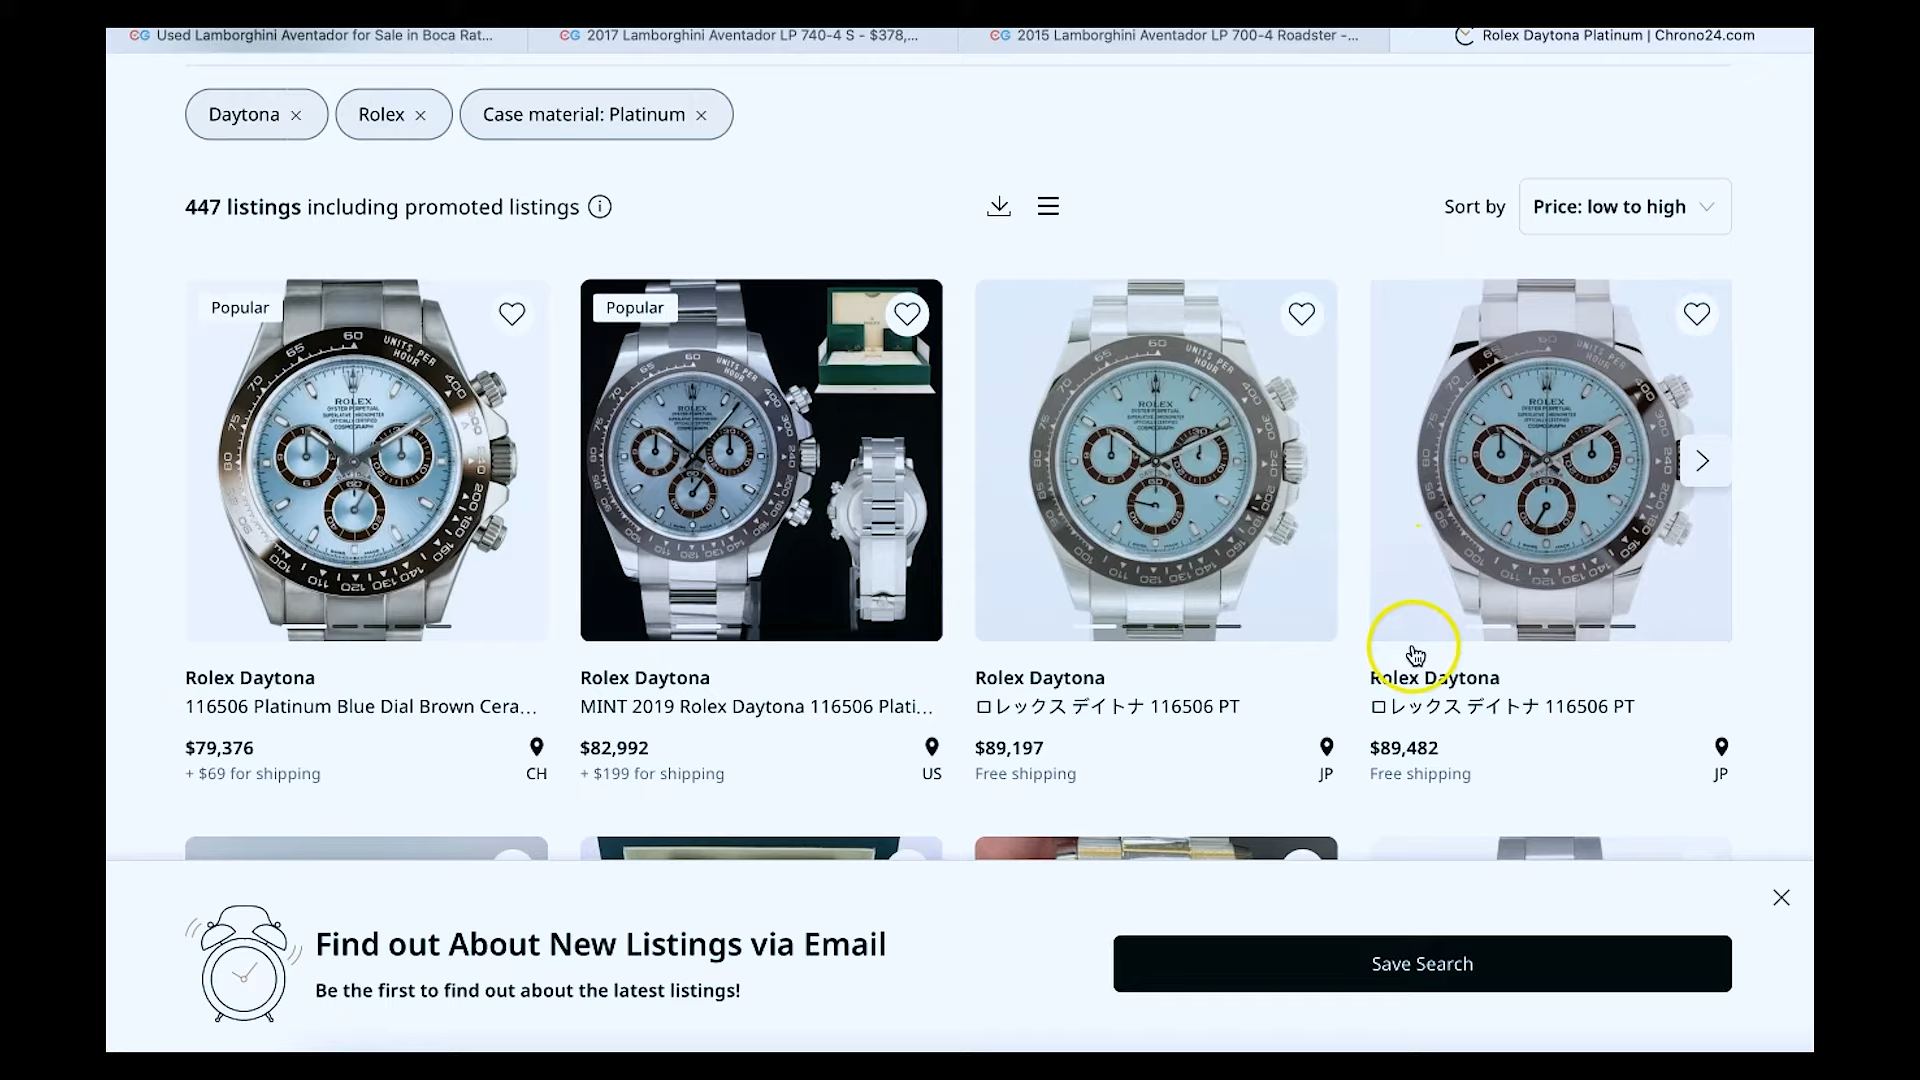 Used Lamborghini Aventador for Sale in Boca Rat...
2017 Lamborghini Aventador LP 740-4 S - $378,...
2015 Lamborghini Aventador LP 700-4 Roadster -...
Rolex Daytona Platinum | Chrono24.com
Daytona ×
Rolex ×
Case material: Platinum ×
447 listings including promoted listings
Sort by
Price: low to high
Popular
Popular
Rolex Daytona
116506 Platinum Blue Dial Brown Cera...
$79,376
+ $69 for shipping
CH
Rolex Daytona
MINT 2019 Rolex Daytona 116506 Plati...
$82,992
+ $199 for shipping
US
Rolex Daytona
ロレックス デイトナ 116506 PT
$89,197
Free shipping
JP
Rolex Daytona
ロレックス デイトナ 116506 PT
$89,482
Free shipping
JP
Find out About New Listings via Email
Be the first to find out about the latest listings!
Save Search